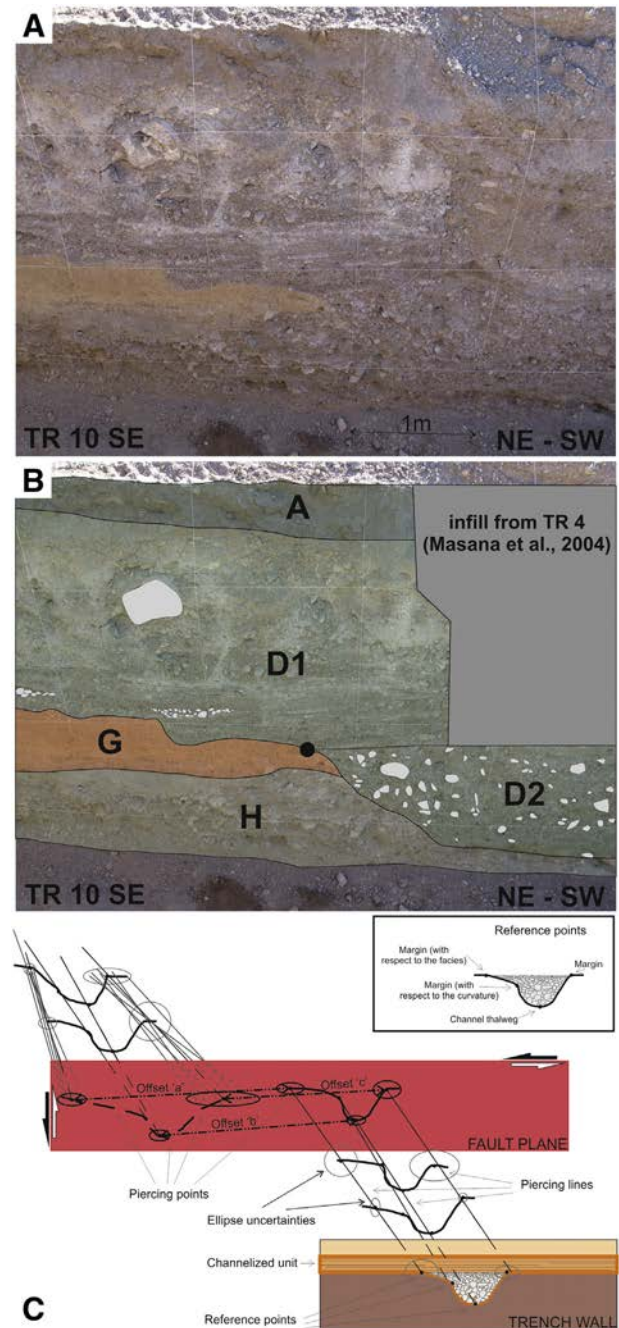 A
1m
TR 10 SE
NE - SW
B
A
infill from TR 4
(Masana et al., 2004)
D1
G
D2
H
TR 10 SE
NE - SW
Reference points
Margin (with
respect to the facies)
Margin
Margin (with
respect to the curvature)
Channel thalweg
Offset 'a'
Offset 'c'
Offset 'b'
FAULT PLANE
Piercing points
Piercing lines
Ellipse uncertainties
Channelized unit
Reference points
TRENCH WALL
C